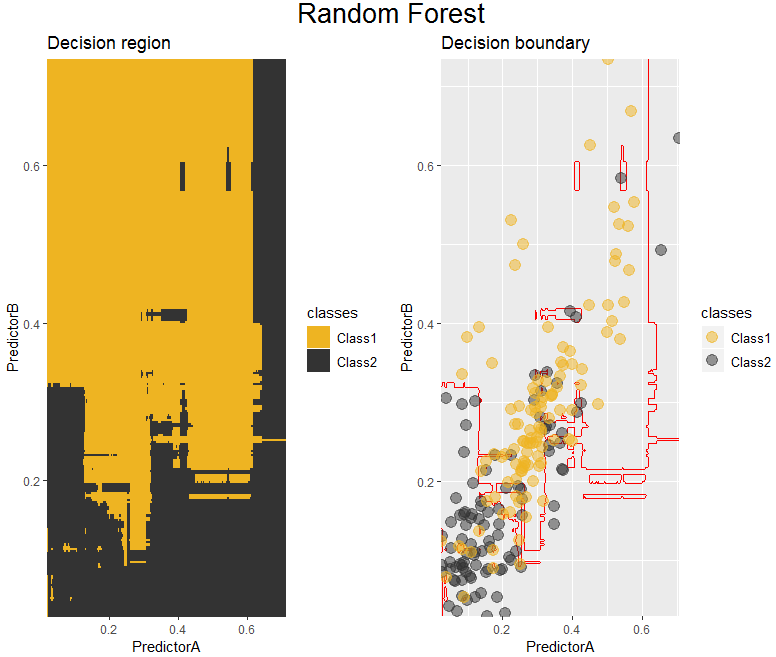 Random Forest
Decision region
Decision boundary
PredictorB
0.6
0.4
0.2
0.2
0.4
0.6
PredictorA
classes
Class1
Class2
PredictorB
0.6
0.4
0.2
0.2
0.4
0.6
PredictorA
classes
Class1
Class2